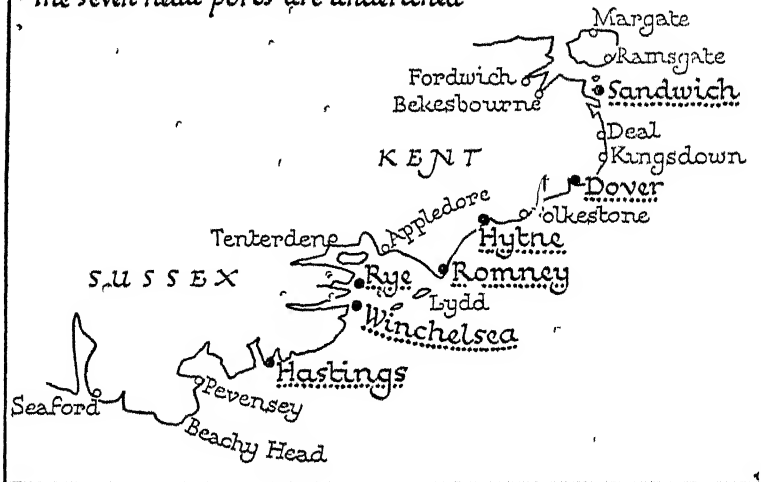 The seven head ports are underlined
Margate
Ramsgate
Fordwich
Sandwich
Bekesbourne
Deal
KENT
Kingsdown
Dover
Appledore
Folkestone
Tenterdene
Hythe
SUSSEX
Rye
Romney
Lydd
Winchelsea
Hastings
Pevensey
Seaford
Beachy Head